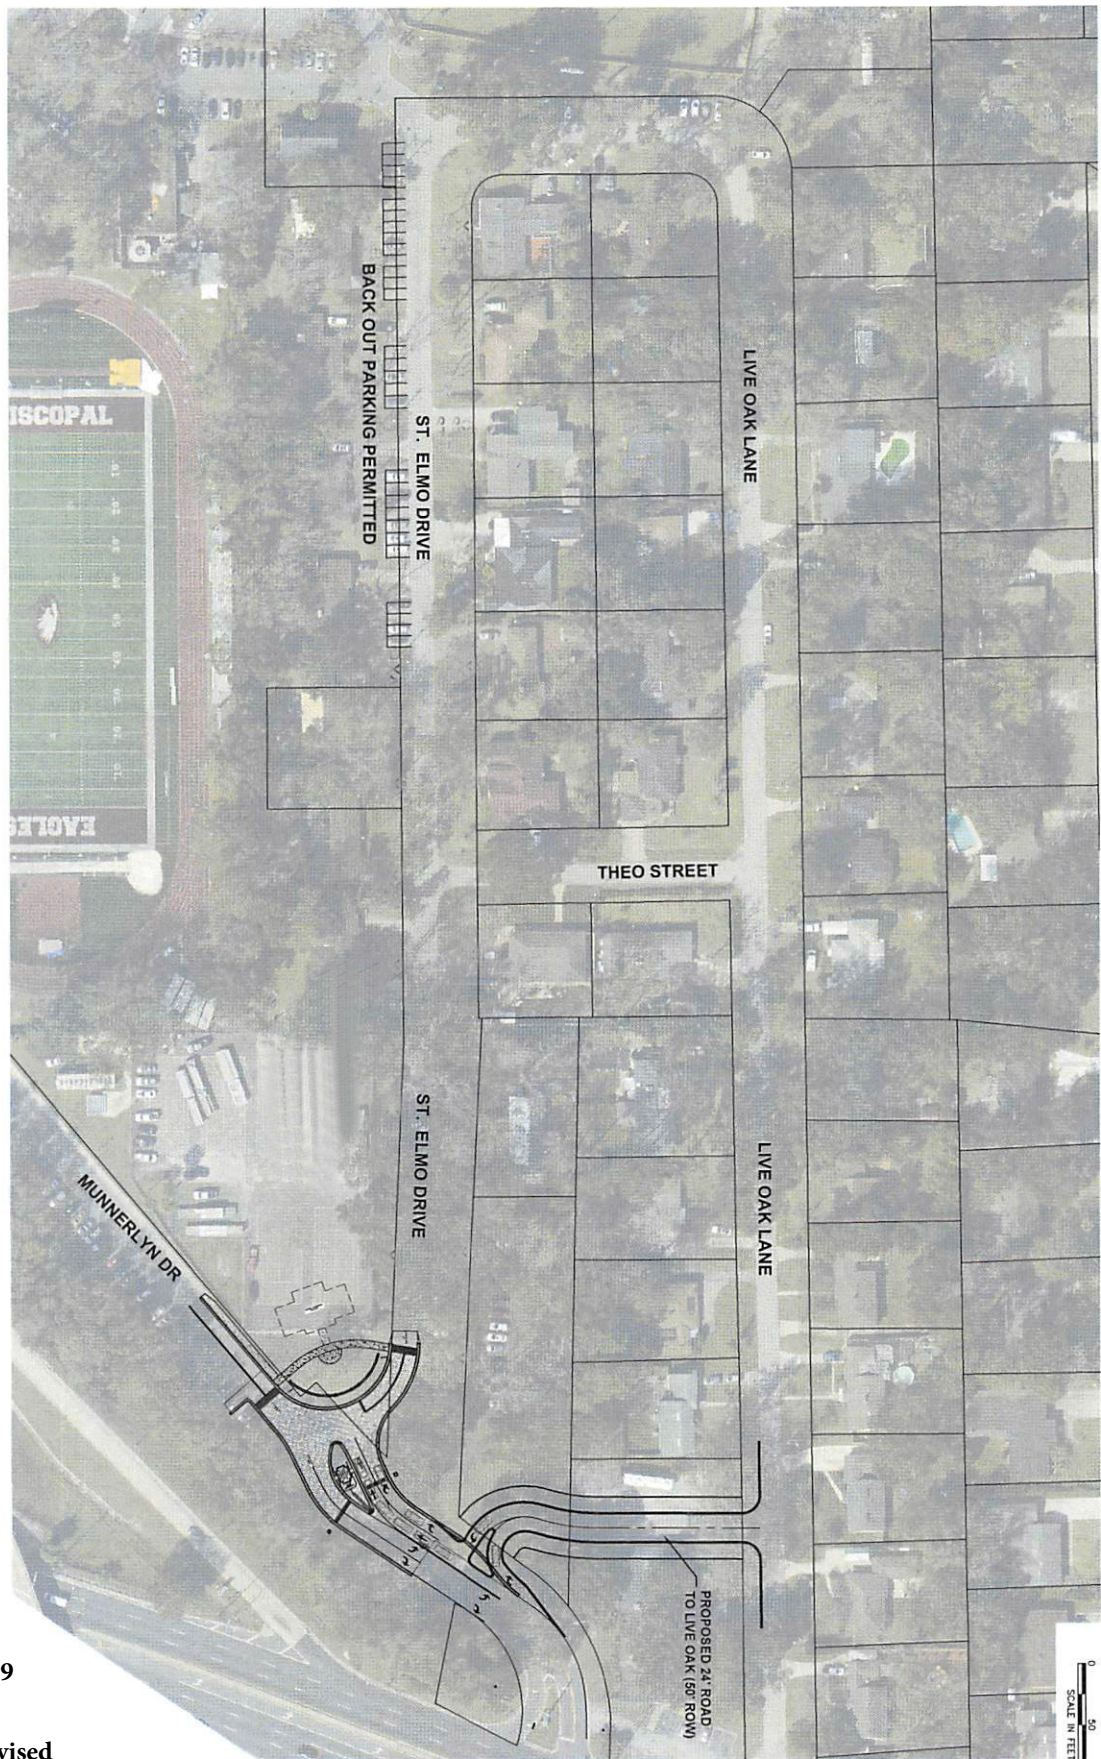 ISCOPAL
EAGLES
BACK OUT PARKING PERMITTED
ST. ELMO DRIVE
LIVE OAK LANE
THEO STREET
ST. ELMO DRIVE
LIVE OAK LANE
MUNNERLYN DR
PROPOSED 24' ROAD
TO LIVE OAK (50' ROW)
0 50
SCALE IN FEET
9
vised